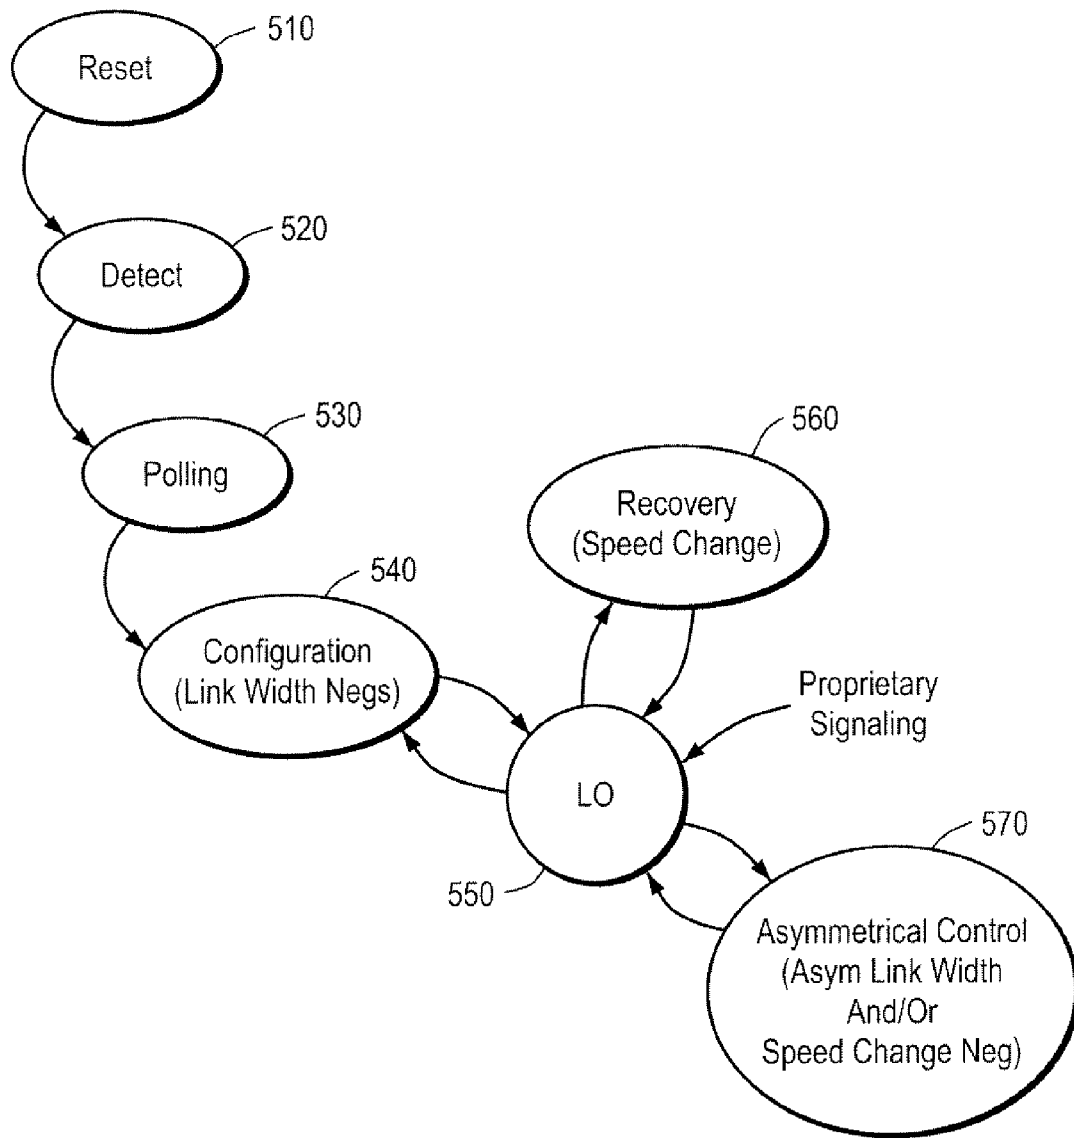 510
Reset
520
Detect
530
Polling
560
Recovery
(Speed Change)
540
Configuration
(Link Width Negs)
Proprietary
Signaling
LO
550
570
Asymmetrical Control
(Asym Link Width
And/Or
Speed Change Neg)